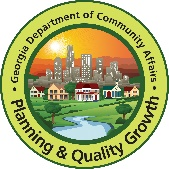 • Georgia Department of Community Affairs •
Planning & Quality Growth